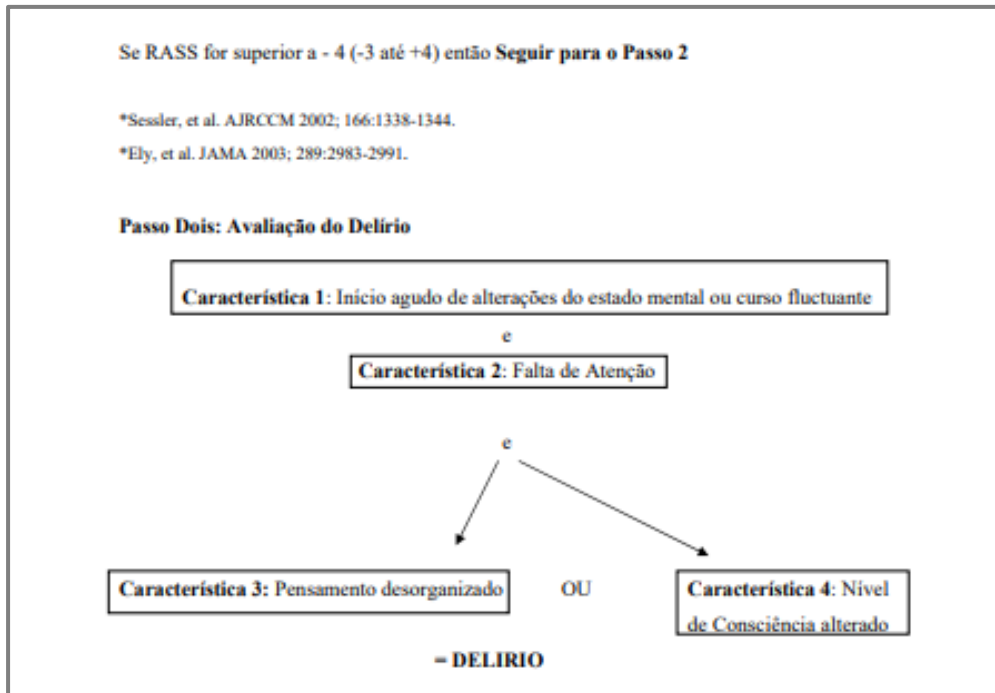 Se RASS for superior a - 4 (-3 até +4) então Seguir para o Passo 2
*Sessler, et al. AJRCCM 2002; 166:1338-1344.
*Ely, et al. JAMA 2003; 289:2983-2991.
Passo Dois: Avaliação do Delírio
Característica 1: Início agudo de alterações do estado mental ou curso fluctuante
e
Característica 2: Falta de Atenção
e
Característica 3: Pensamento desorganizado
OU
Característica 4: Nível
de Consciência alterado
= DELIRIO